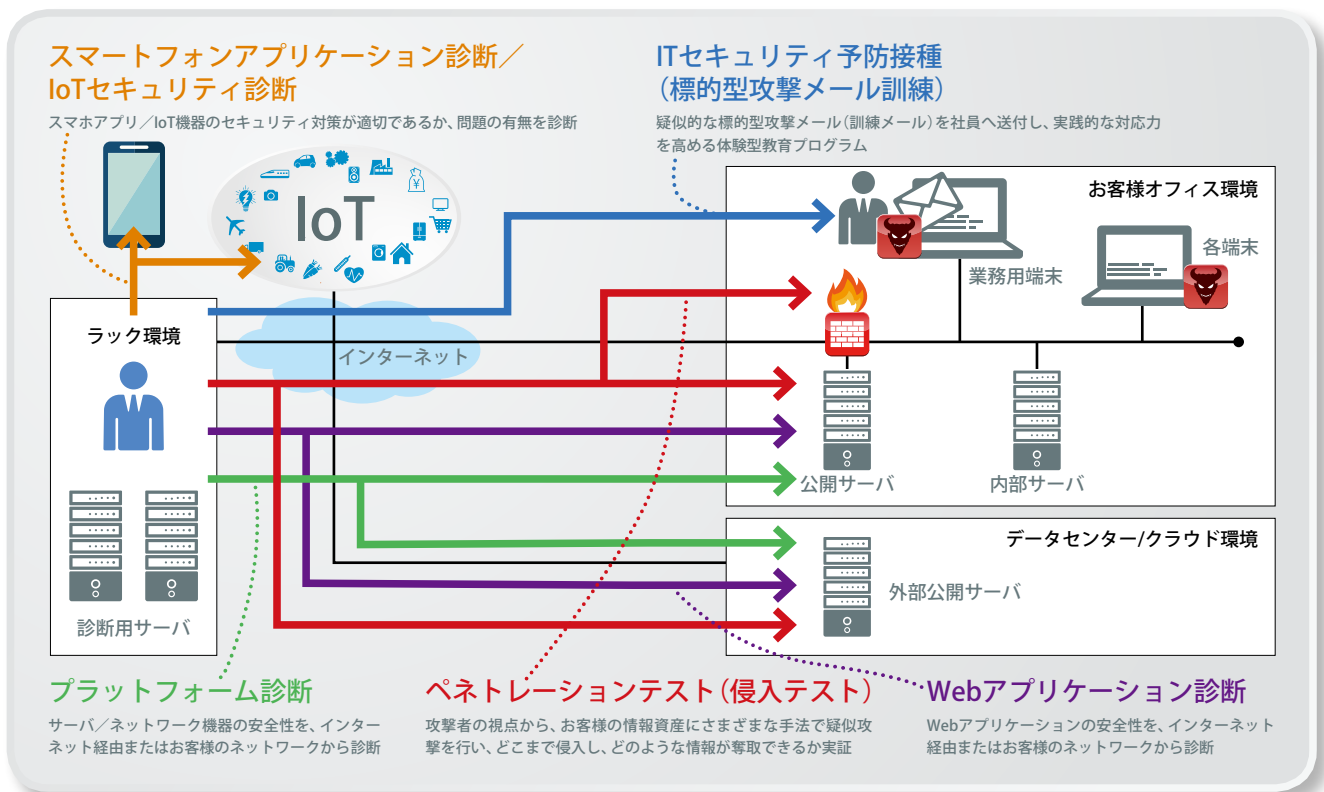 スマートフォンアプリケーション診断／
IoTセキュリティ診断
スマホアプリ／IoT機器のセキュリティ対策が適切であるか、問題の有無を診断
ITセキュリティ予防接種
（標的型攻撃メール訓練）
疑似的な標的型攻撃メール（訓練メール）を社員へ送付し、実践的な対応力
を高める体験型教育プログラム
IoT
¥
お客様オフィス環境
業務用端末
各端末
ラック環境
インターネット
公開サーバ
内部サーバ
データセンター/クラウド環境
外部公開サーバ
診断用サーバ
プラットフォーム診断
サーバ／ネットワーク機器の安全性を、インター
ネット経由またはお客様のネットワークから診断
ペネトレーションテスト（侵入テスト）
攻撃者の視点から、お客様の情報資産にさまざまな手法で疑似攻
撃を行い、どこまで侵入し、どのような情報が奪取できるか実証
Webアプリケーション診断
Webアプリケーションの安全性を、インターネット
経由またはお客様のネットワークから診断